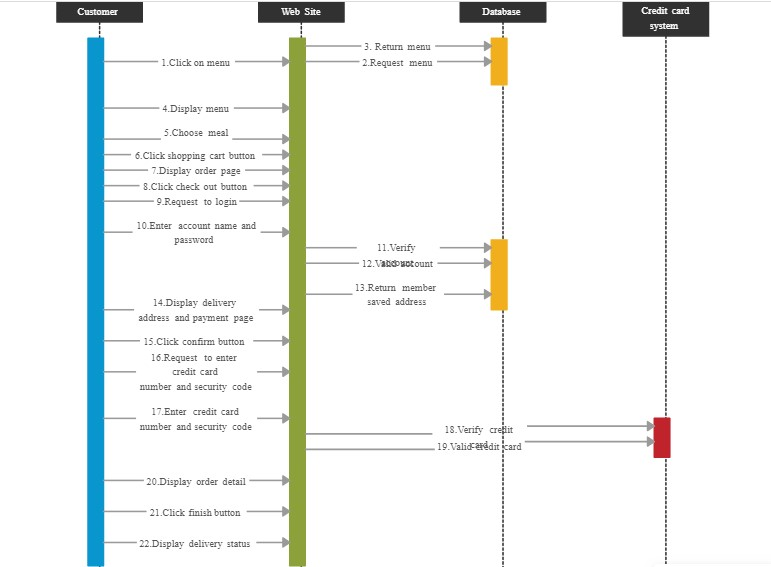 Customer
Web Site
Database
Credit card
system
3. Return menu
1.Click on menu
2.Request menu
4.Display menu
5.Choose meal
6.Click shopping cart button
7.Display order page
8.Click check out button
9.Request to login
10.Enter account name and
password
11.Verify
account
12.Valid account
13.Return member
saved address
14.Display delivery
address and payment page
15.Click confirm button
16.Request to enter
credit card
number and security code
17.Enter credit card
number and security code
18.Verify credit
card
19.Valid credit card
20.Display order detail
21.Click finish button
22.Display delivery status